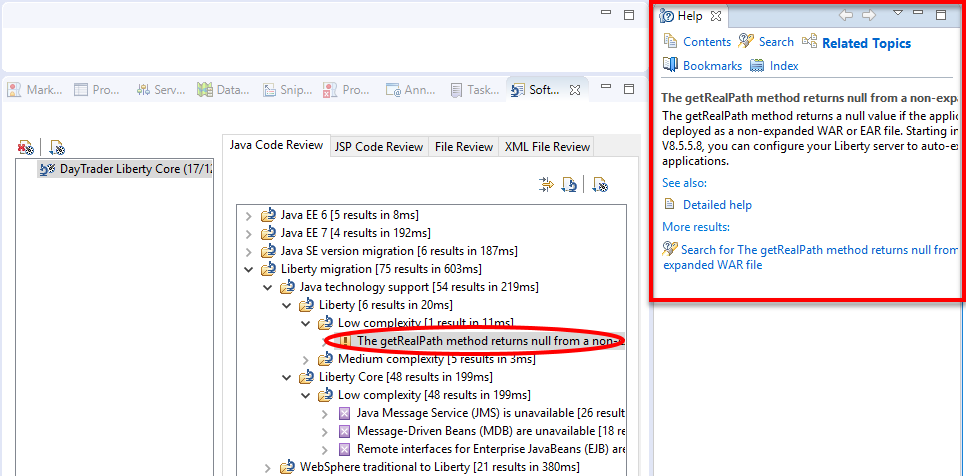 Mark...
Pro...
Serv...
Data...
Snip...
Pro...
Ann...
Task...
Soft...
DayTrader Liberty Core (17/12
Java Code Review
JSP Code Review
File Review
XML File Review
Java EE 6 [5 results in 8ms]
Java EE 7 [4 results in 192ms]
Java SE version migration [6 results in 187ms]
Liberty migration [75 results in 603ms]
Java technology support [54 results in 219ms]
Liberty [6 results in 20ms]
Low complexity [1 result in 11ms]
The getRealPath method returns null from a non-e
Medium complexity [5 results in 3ms]
Liberty Core [48 results in 199ms]
Low complexity [48 results in 199ms]
Java Message Service (JMS) is unavailable [26 result
Message-Driven Beans (MDB) are unavailable [18 re
Remote interfaces for Enterprise JavaBeans (EJB) are
WebSphere traditional to Liberty [21 results in 380ms]
Help
Contents
Search
Related Topics
Bookmarks
Index
The getRealPath method returns null from a non-expa
The getRealPath method returns a null value if the applic
deployed as a non-expanded WAR or EAR file. Starting in
V8.5.5.8, you can configure your Liberty server to auto-ex
applications.
See also:
Detailed help
More results:
Search for The getRealPath method returns null from
expanded WAR file